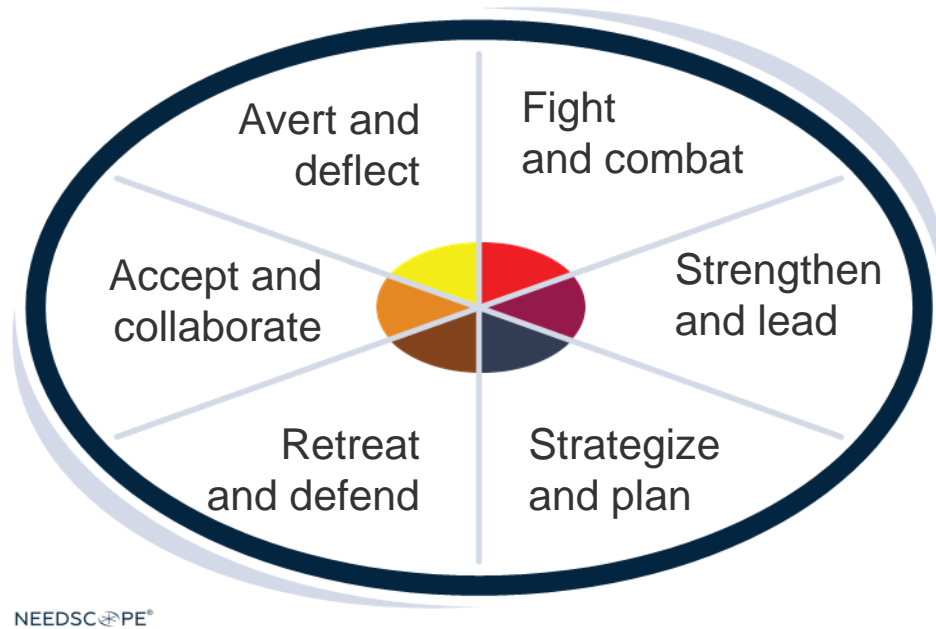 Avert and
deflect
Fight
and combat
Accept and
collaborate
Strengthen
and lead
Retreat
and defend
Strategize
and plan
NEEDSCOPE®